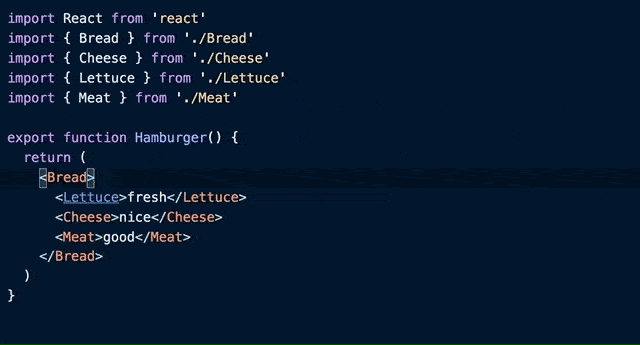 import React from 'react'
import { Bread } from './Bread'
import { Cheese } from './Cheese'
import { Lettuce } from './Lettuce'
import { Meat } from './Meat'

export function Hamburger() {
  return (
    <Bread>
      <Lettuce>fresh</Lettuce>
      <Cheese>nice</Cheese>
      <Meat>good</Meat>
    </Bread>
  )
}